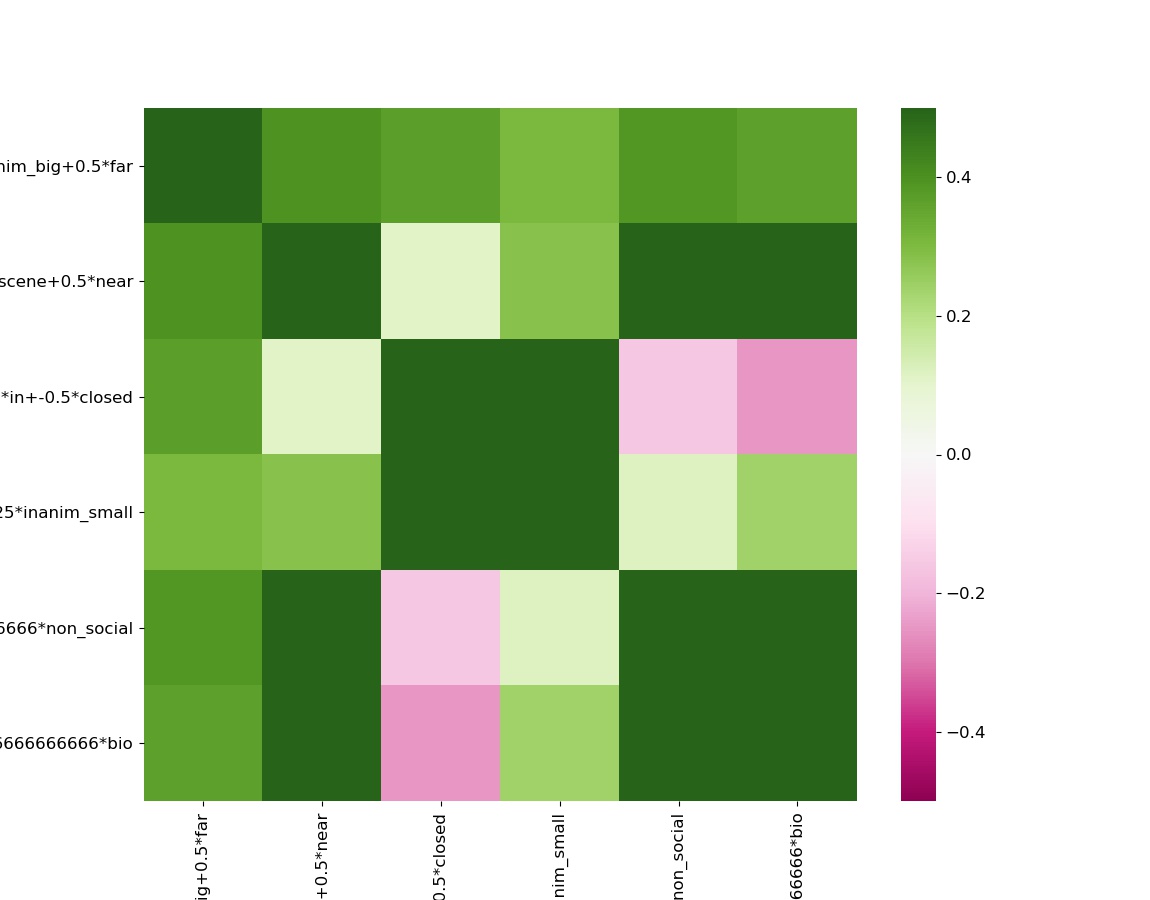 nim_big+0.5*far
scene+0.5*near
*in+-0.5*closed
25*inanim_small
6666*non_social
6666666666*bio
0.4
0.2
0.0
−0.2
−0.4
ig+0.5*far
+0.5*near
0.5*closed
nim_small
non_social
66666*bio